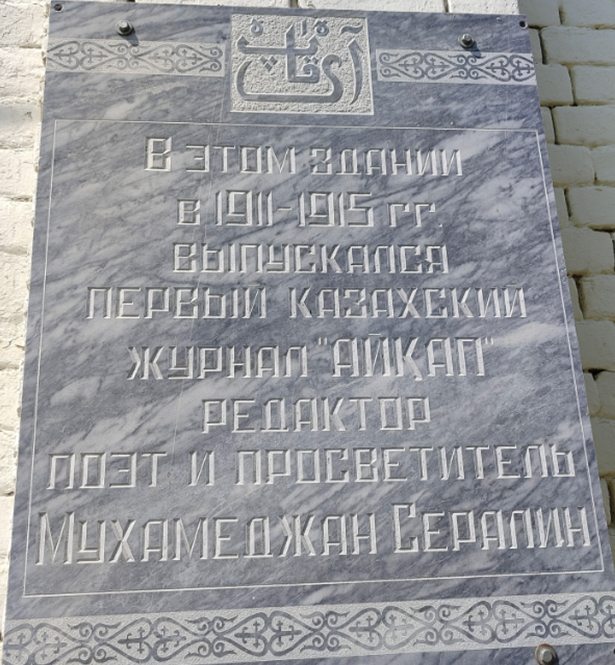 آيقاپ
В этом здании
в 1911-1915 гг.
выпускался
первый казахский
журнал "Айқап"
редактор
поэт и просветитель
Мухамеджан Сералин